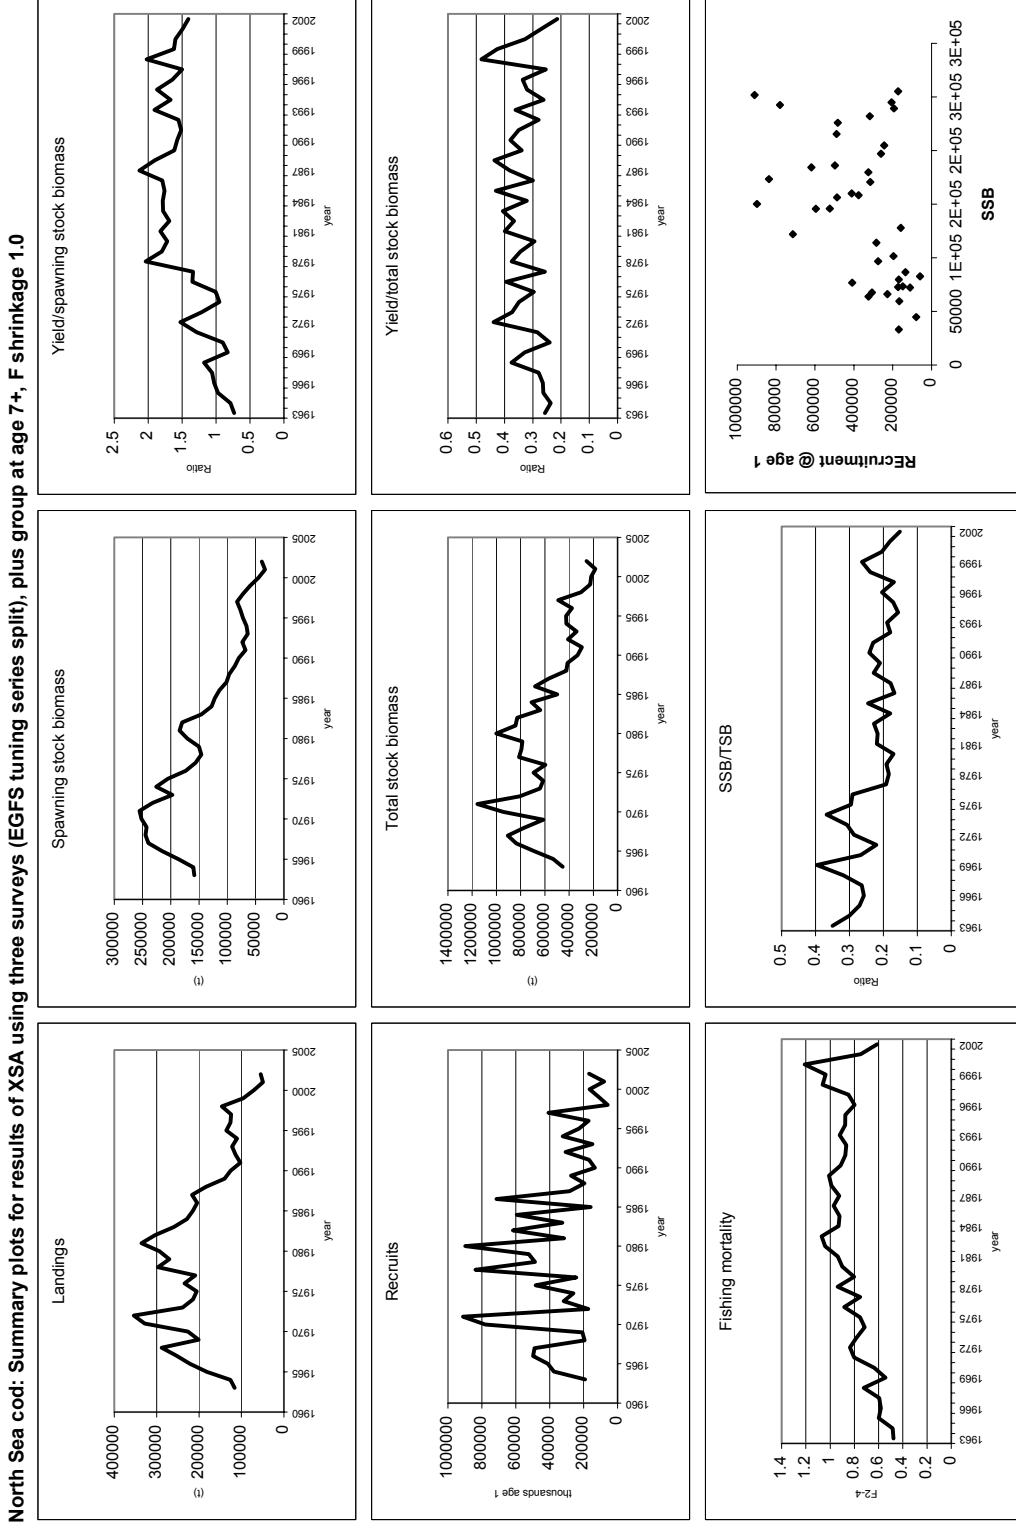 North Sea cod: Summary plots for results of XSA using three surveys (EGFS tuning series split), plus group at age 7+, F shrinkage 1.0
Landings
400000
300000
200000
100000
0
(t)
1960 1965 1970 1975 1980 1985 1990 1995 2000 2005
year
Spawning stock biomass
300000
250000
200000
150000
100000
50000
0
(t)
1960 1965 1970 1975 1980 1985 1990 1995 2000 2005
year
Yield/spawning stock biomass
2.5
2
1.5
1
0.5
0
Ratio
1963 1966 1969 1972 1975 1978 1981 1984 1987 1990 1993 1996 1999 2002
year
Recruits
1000000
800000
600000
400000
200000
0
thousands age 1
1960 1965 1970 1975 1980 1985 1990 1995 2000 2005
year
Total stock biomass
1400000
1200000
1000000
800000
600000
400000
200000
0
(t)
1960 1965 1970 1975 1980 1985 1990 1995 2000 2005
year
Yield/total stock biomass
0.6
0.5
0.4
0.3
0.2
0.1
0
Ratio
1963 1966 1969 1972 1975 1978 1981 1984 1987 1990 1993 1996 1999 2002
year
Fishing mortality
1.4
1.2
1
0.8
0.6
0.4
0.2
0
F2-4
1963 1966 1969 1972 1975 1978 1981 1984 1987 1990 1993 1996 1999 2002
year
SSB/TSB
0.5
0.4
0.3
0.2
0.1
0
Ratio
1963 1966 1969 1972 1975 1978 1981 1984 1987 1990 1993 1996 1999 2002
year
1000000
800000
600000
400000
200000
0
REcruitment @ age 1
0 50000 1E+05 2E+05 2E+05 3E+05 3E+05
SSB